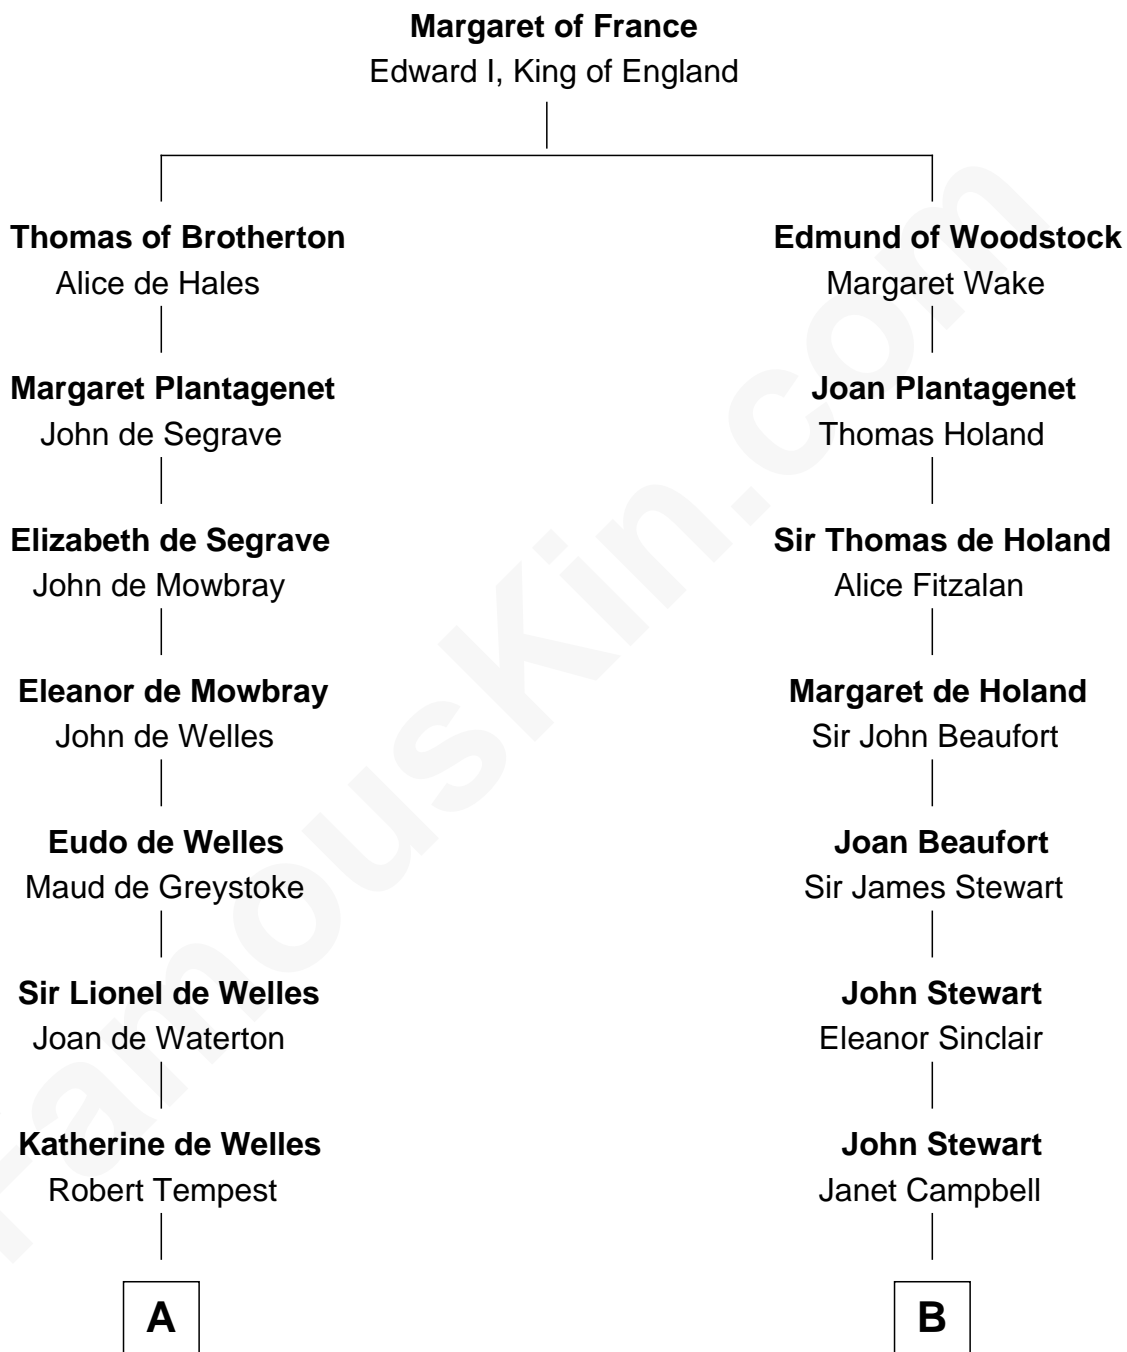 Margaret of France
Edward I, King of England
Thomas of Brotherton
Alice de Hales
Margaret Plantagenet
John de Segrave
Elizabeth de Segrave
John de Mowbray
Eleanor de Mowbray
John de Welles
Eudo de Welles
Maud de Greystoke
Sir Lionel de Welles
Joan de Waterton
Katherine de Welles
Robert Tempest
A
Edmund of Woodstock
Margaret Wake
Joan Plantagenet
Thomas Holand
Sir Thomas de Holand
Alice Fitzalan
Margaret de Holand
Sir John Beaufort
Joan Beaufort
Sir James Stewart
John Stewart
Eleanor Sinclair
John Stewart
Janet Campbell
B
FamousKin.com